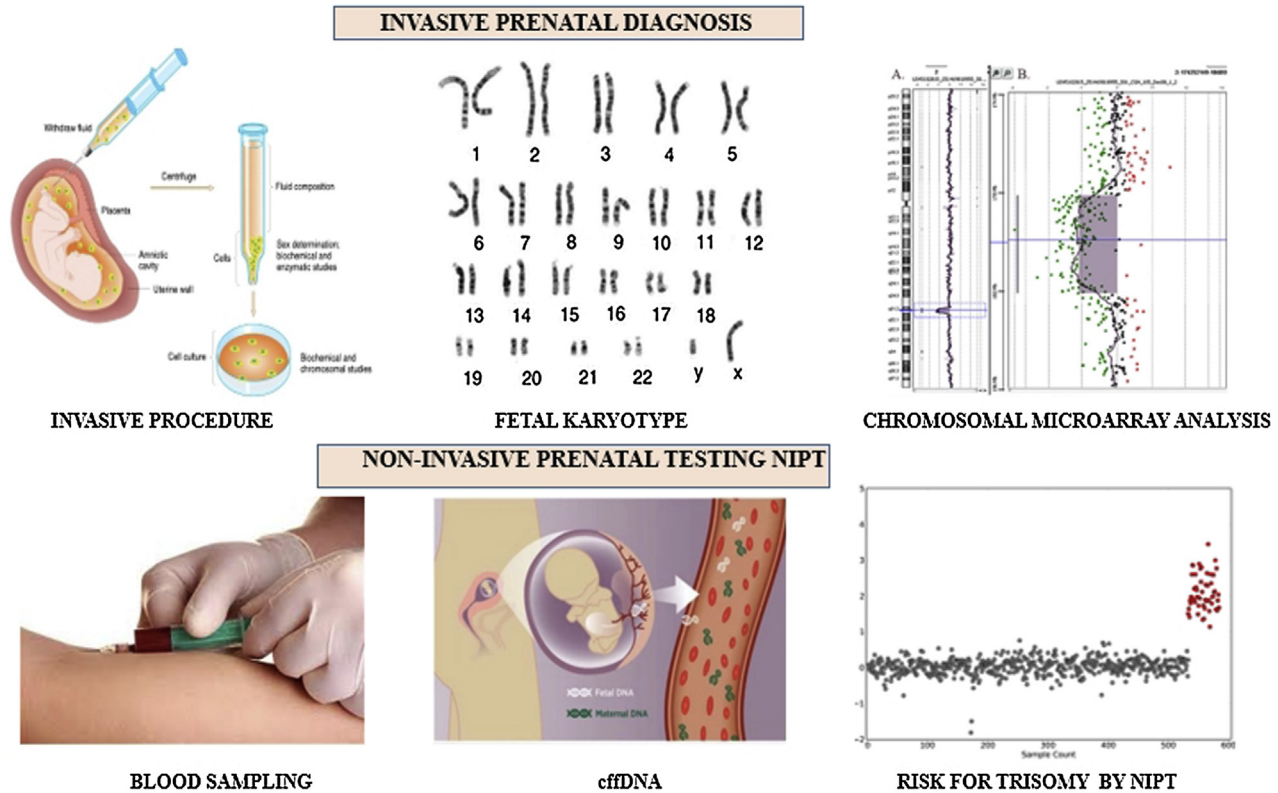 INVASIVE PRENATAL DIAGNOSIS
Withdraw fluid
Centrifuge
Placenta
Amniotic
cavity
Uterine wall
Fluid composition
Cells
Sex determination;
biochemical and
enzymatic studies
Cell culture
Biochemical and
chromosomal studies
1 2 3 4 5
6 7 8 9 10 11 12
13 14 15 16 17 18
19 20 21 22 y x
A.
B.
INVASIVE PROCEDURE
FETAL KARYOTYPE
CHROMOSOMAL MICROARRAY ANALYSIS
NON-INVASIVE PRENATAL TESTING NIPT
Fetal DNA
Maternal DNA
5
4
3
2
1
0
-1
-2
0 100 200 300 400 500 600
Sample Count
BLOOD SAMPLING
cffDNA
RISK FOR TRISOMY BY NIPT